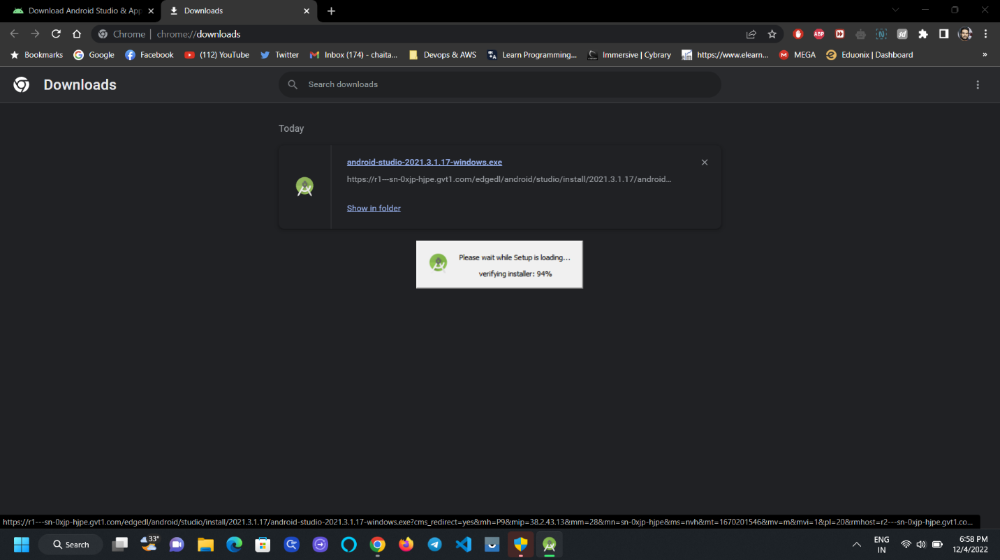 Download Android Studio & App
Downloads
Chrome | chrome://downloads
ABP
N
sd
Bookmarks
Google
Facebook
(112) YouTube
Twitter
Inbox (174) - chaita...
Devops & AWS
Learn Programming...
Immersive | Cybrary
https://www.elearn...
MEGA
Eduonix | Dashboard
»
Downloads
Search downloads
Today
android-studio-2021.3.1.17-windows.exe
https://r1---sn-0xjp-hjpe.gvt1.com/edgedl/android/studio/install/2021.3.1.17/android...
Show in folder
Please wait while Setup is loading...
verifying installer: 94%
https://r1---sn-0xjp-hjpe.gvt1.com/edgedl/android/studio/install/2021.3.1.17/android-studio-2021.3.1.17-windows.exe?cms_redirect=yes&mh=P9&mip=38.2.43.13&mm=28&mn=sn-0xjp-hjpe&ms=nvh&mt=1670201546&mv=m&mvi=1&pl=20&rmhost=r2---sn-0xjp-hjpe.gvt1.co...
Search
33°
ENG
IN
6:58 PM
12/4/2022